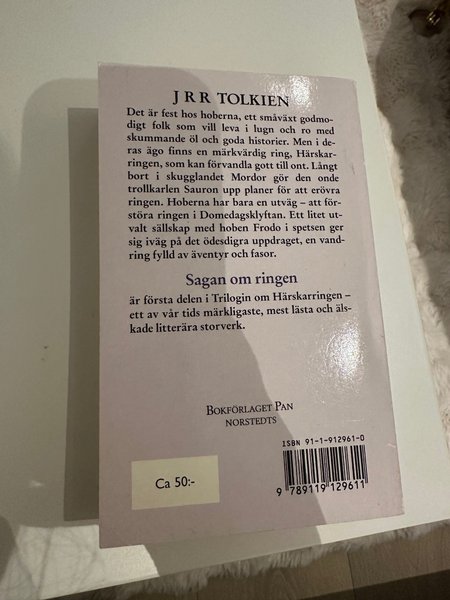 J R R TOLKIEN
Det är fest hos hoberna, ett småväxt godmo-
digt folk som vill leva i lugn och ro med
skummande öl och goda historier. Men i de-
ras ägo finns en märkvärdig ring, Härskar-
ringen, som kan förvandla gott till ont. Långt
bort i skugglandet Mordor gör den onde
trollkarlen Sauron upp planer för att erövra
ringen. Hoberna har bara en utväg – att för-
störa ringen i Domedagsklyftan. Ett litet ut-
valt sällskap med hoben Frodo i spetsen ger
sig iväg på det ödesdigra uppdraget, en vand-
ring fylld av äventyr och fasor.
Sagan om ringen
är första delen i Trilogin om Härskarringen –
ett av vår tids märkligaste, mest lästa och äls-
kade litterära storverk.
BOKFÖRLAGET PAN
NORSTEDTS
ISBN 91-1-912961-0
Ca 50:-
9 789119 129611